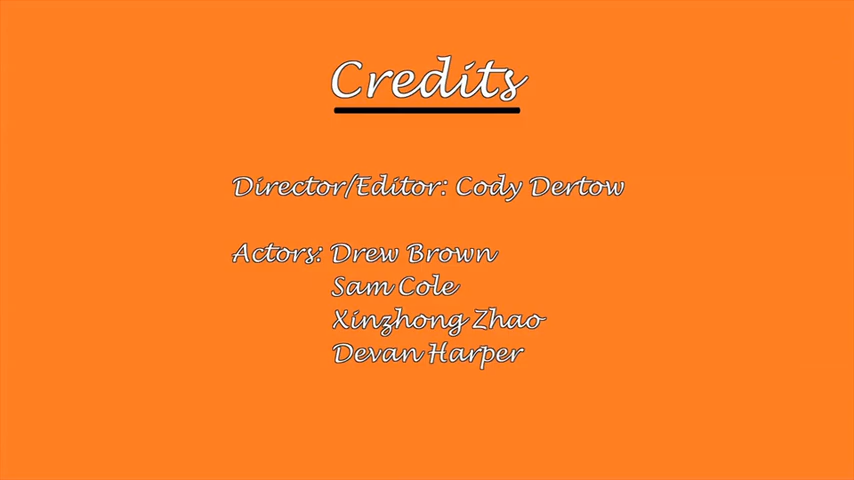 Credits
Director/Editor: Cody Dertow
Actors: Drew Brown
Sam Cole
Xinzhong Zhao
Devan Harper